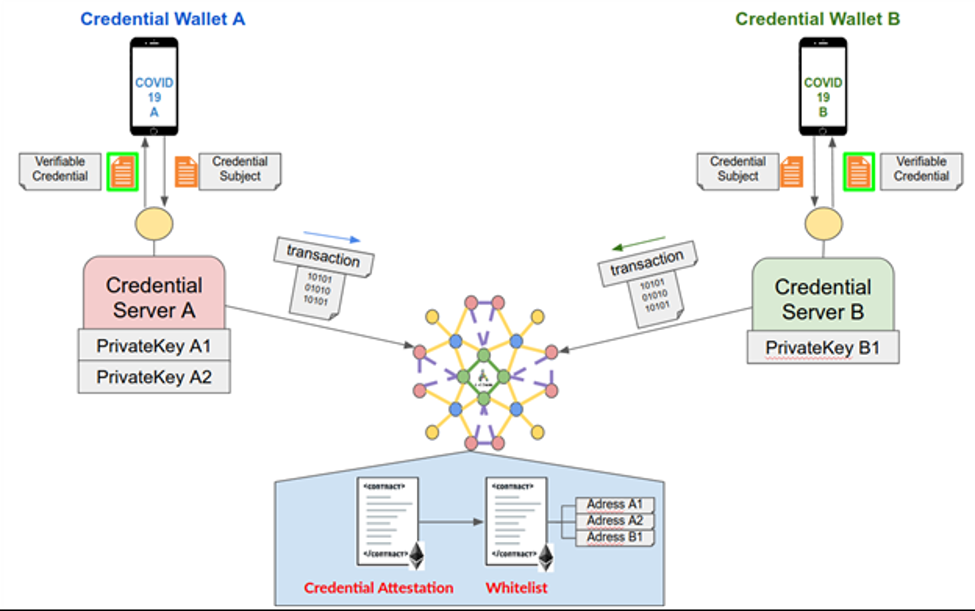 Credential Wallet A
Credential Wallet B
COVID
19
A
COVID
19
B
Verifiable
Credential
Credential
Subject
Credential
Subject
Verifiable
Credential
transaction
10101
01010
10101
transaction
10101
01010
10101
Credential
Server A
PrivateKey A1
PrivateKey A2
Credential
Server B
PrivateKey B1
<contract>
</contract>
<contract>
</contract>
Adress A1
Adress A2
Adress B1
Credential Attestation
Whitelist